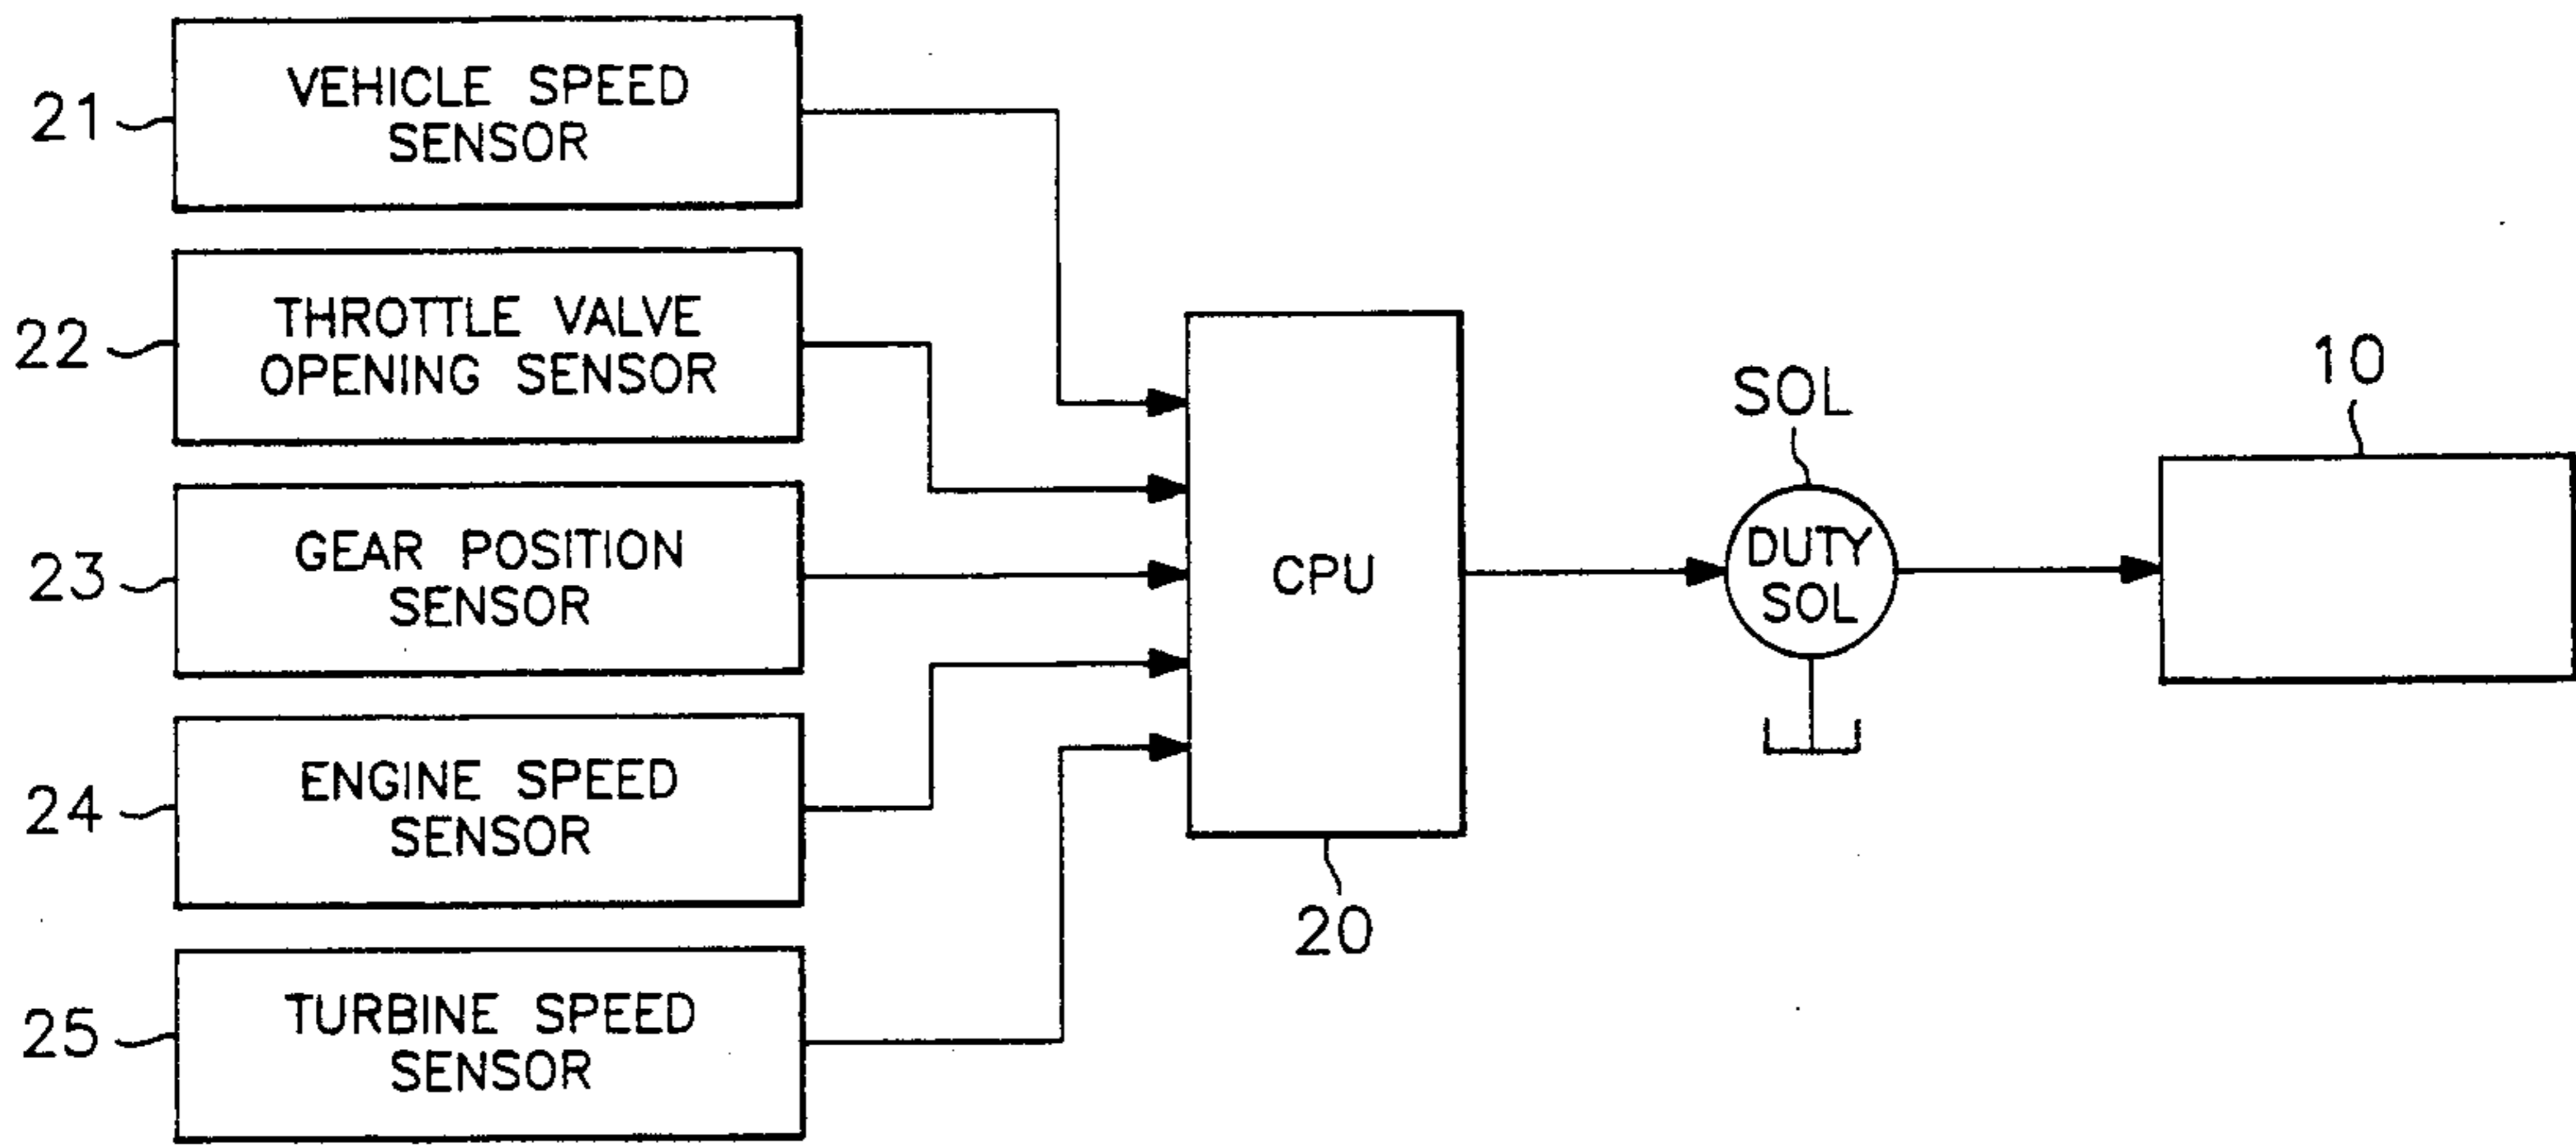 21
VEHICLE SPEED
SENSOR
22
THROTTLE VALVE
OPENING SENSOR
23
GEAR POSITION
SENSOR
24
ENGINE SPEED
SENSOR
25
TURBINE SPEED
SENSOR
CPU
20
SOL
DUTY
SOL
10